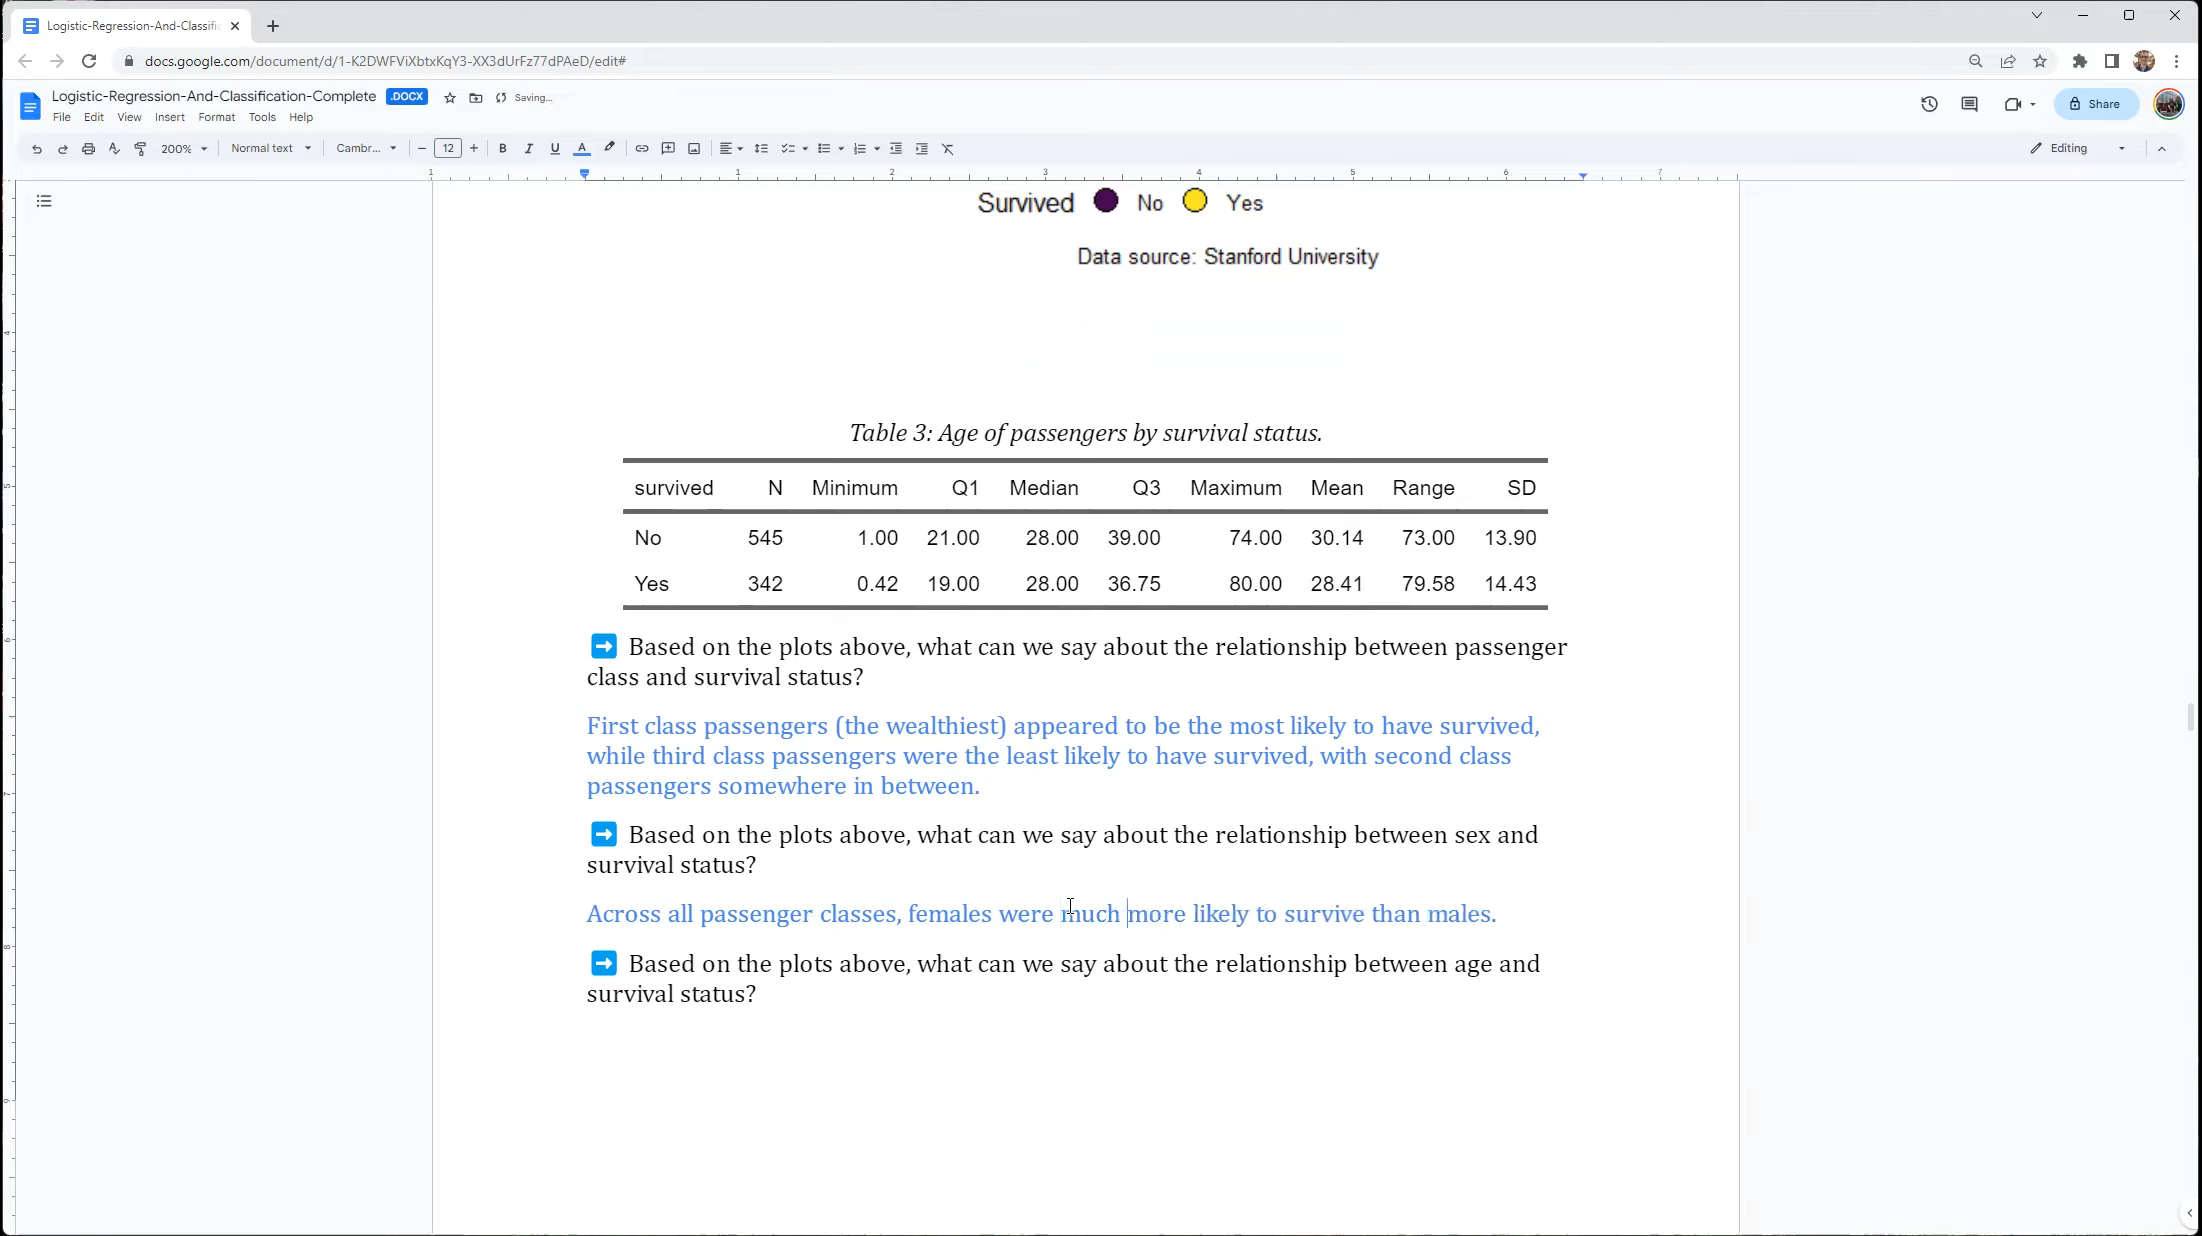 Logistic-Regression-And-Classific
docs.google.com/document/d/1-K2DWFViXbtxKqY3-XX3dUrFz77dPAeD/edit#
Logistic-Regression-And-Classification-Complete .DOCX Saving...
File Edit View Insert Format Tools Help
Share
200% Normal text Cambr... 12 B I U A Editing
1 1 2 3 4 5 6 7
Survived No Yes
Data source: Stanford University
Table 3: Age of passengers by survival status.
survived N Minimum Q1 Median Q3 Maximum Mean Range SD
No 545 1.00 21.00 28.00 39.00 74.00 30.14 73.00 13.90
Yes 342 0.42 19.00 28.00 36.75 80.00 28.41 79.58 14.43
➡ Based on the plots above, what can we say about the relationship between passenger
class and survival status?
First class passengers (the wealthiest) appeared to be the most likely to have survived,
while third class passengers were the least likely to have survived, with second class
passengers somewhere in between.
➡ Based on the plots above, what can we say about the relationship between sex and
survival status?
Across all passenger classes, females were much more likely to survive than males.
➡ Based on the plots above, what can we say about the relationship between age and
survival status?